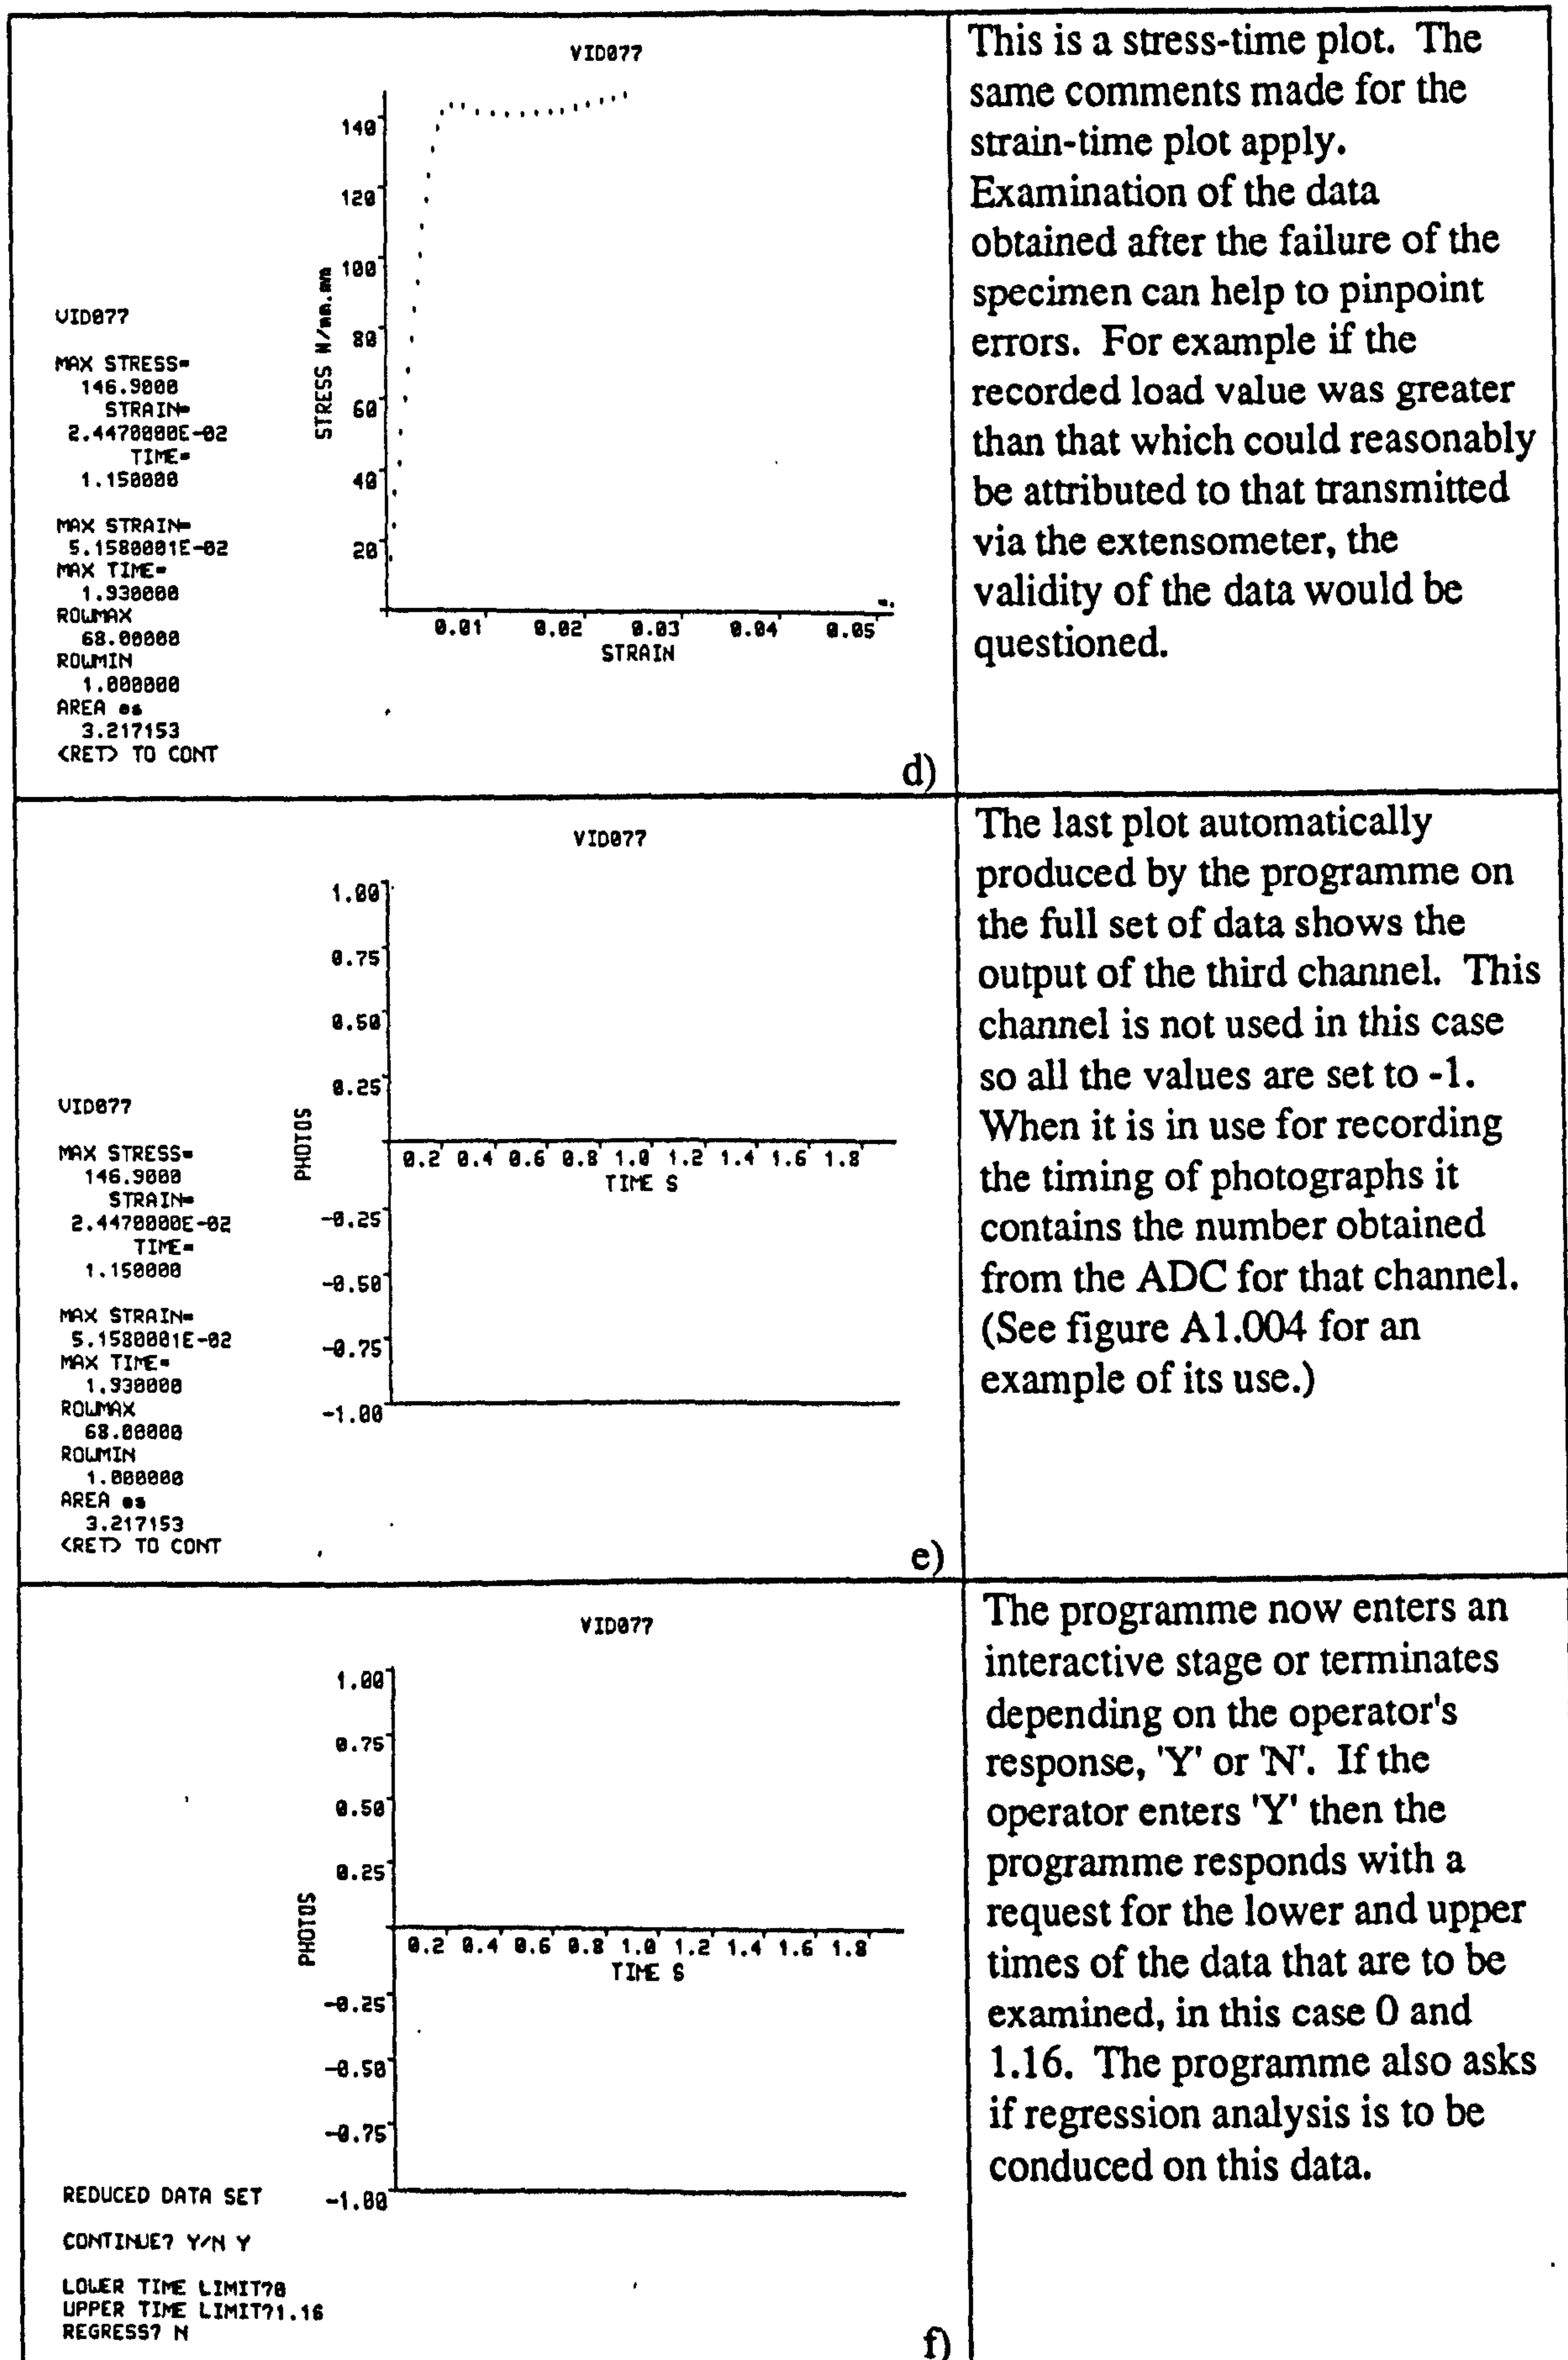 VID077
140
120
100
80
60
40
20
STRESS N/mm.mm
0.01 0.02 0.03 0.04 0.05
STRAIN
VID077
MAX STRESS=
146.9000
STRAIN=
2.4470000E-02
TIME=
1.150000
MAX STRAIN=
5.1580001E-02
MAX TIME=
1.930000
ROWMAX
68.00000
ROWMIN
1.000000
AREA es
3.217153
<RET> TO CONT
d)
This is a stress-time plot. The
same comments made for the
strain-time plot apply.
Examination of the data
obtained after the failure of the
specimen can help to pinpoint
errors. For example if the
recorded load value was greater
than that which could reasonably
be attributed to that transmitted
via the extensometer, the
validity of the data would be
questioned.
VID077
1.00
0.75
0.50
0.25
-0.25
-0.50
-0.75
-1.00
PHOTOS
0.2 0.4 0.6 0.8 1.0 1.2 1.4 1.6 1.8
TIME S
VID077
MAX STRESS=
146.9000
STRAIN=
2.4470000E-02
TIME=
1.150000
MAX STRAIN=
5.1580001E-02
MAX TIME=
1.930000
ROWMAX
68.00000
ROWMIN
1.000000
AREA es
3.217153
<RET> TO CONT
e)
The last plot automatically
produced by the programme on
the full set of data shows the
output of the third channel. This
channel is not used in this case
so all the values are set to -1.
When it is in use for recording
the timing of photographs it
contains the number obtained
from the ADC for that channel.
(See figure A1.004 for an
example of its use.)
VID077
1.00
0.75
0.50
0.25
-0.25
-0.50
-0.75
-1.00
PHOTOS
0.2 0.4 0.6 0.8 1.0 1.2 1.4 1.6 1.8
TIME S
REDUCED DATA SET
CONTINUE? Y/N Y
LOWER TIME LIMIT?0
UPPER TIME LIMIT?1.16
REGRESS? N
f)
The programme now enters an
interactive stage or terminates
depending on the operator's
response, 'Y' or 'N'. If the
operator enters 'Y' then the
programme responds with a
request for the lower and upper
times of the data that are to be
examined, in this case 0 and
1.16. The programme also asks
if regression analysis is to be
conduced on this data.